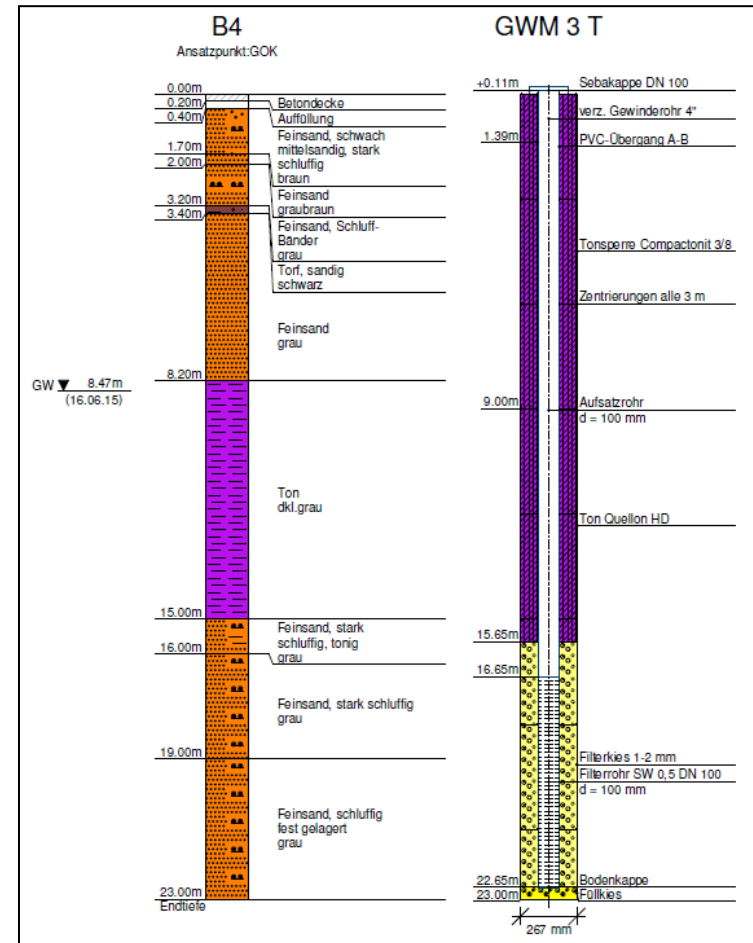 B4
Ansatzpunkt:GOK
0.00m
0.20m
Betondecke
0.40m
Auffüllung
Feinsand, schwach
mittelsandig, stark
schluffig
braun
1.70m
2.00m
Feinsand
graubraun
3.20m
3.40m
Feinsand, Schluff-
Bänder
grau
Torf, sandig
schwarz
Feinsand
grau
8.20m
GW 8.47m
(16.06.15)
Ton
dkl.grau
15.00m
Feinsand, stark
schluffig, tonig
grau
16.00m
Feinsand, stark schluffig
grau
19.00m
Feinsand, schluffig
fest gelagert
grau
23.00m
Endtiefe
GWM 3 T
+0.11m
Sebakappe DN 100
verz. Gewinderohr 4"
1.39m
PVC-Übergang A-B
Tonsperre Compactonit 3/8
Zentrierungen alle 3 m
9.00m
Aufsatzrohr
d = 100 mm
Ton Quellon HD
15.65m
16.65m
Filterkies 1-2 mm
Filterrohr SW 0,5 DN 100
d = 100 mm
22.65m
Bodenkappe
23.00m
Füllkies
267 mm